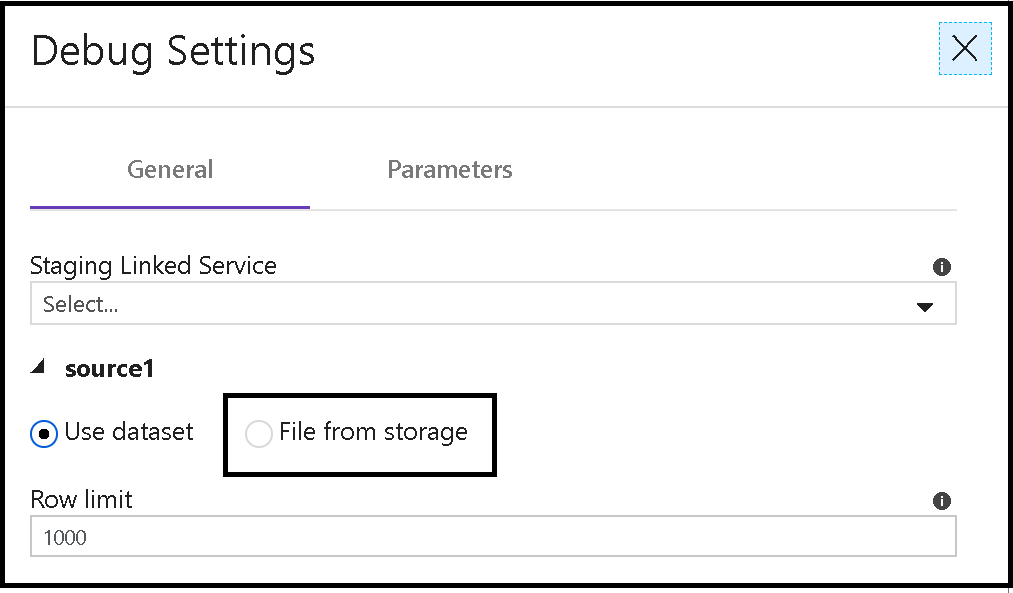 Debug Settings
General Parameters
Staging Linked Service
Select...
source1
Use dataset File from storage
Row limit
1000